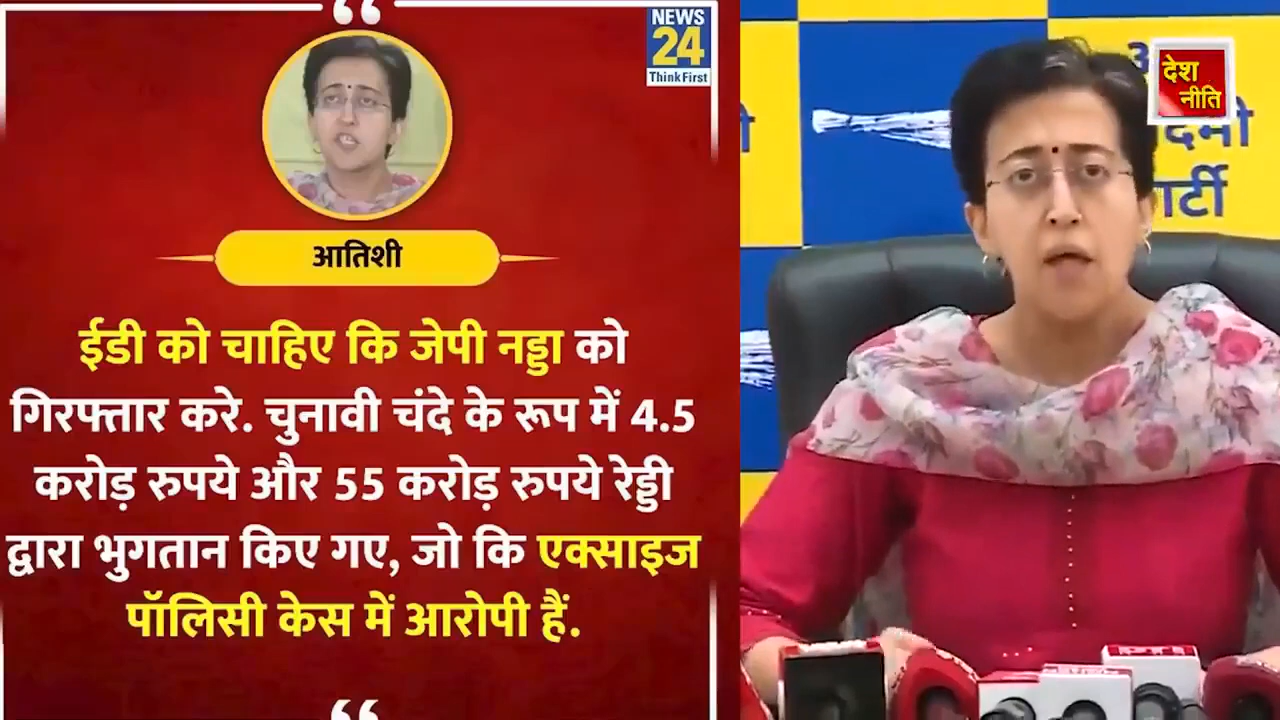 NEWS
24
Think First
आतिशी
ईडी को चाहिए कि जेपी नड्डा को
गिरफ्तार करे. चुनावी चंदे के रूप में 4.5
करोड़ रुपये और 55 करोड़ रुपये रेड्डी
द्वारा भुगतान किए गए, जो कि एक्साइज
पॉलिसी केस में आरोपी हैं.
देश
नीति